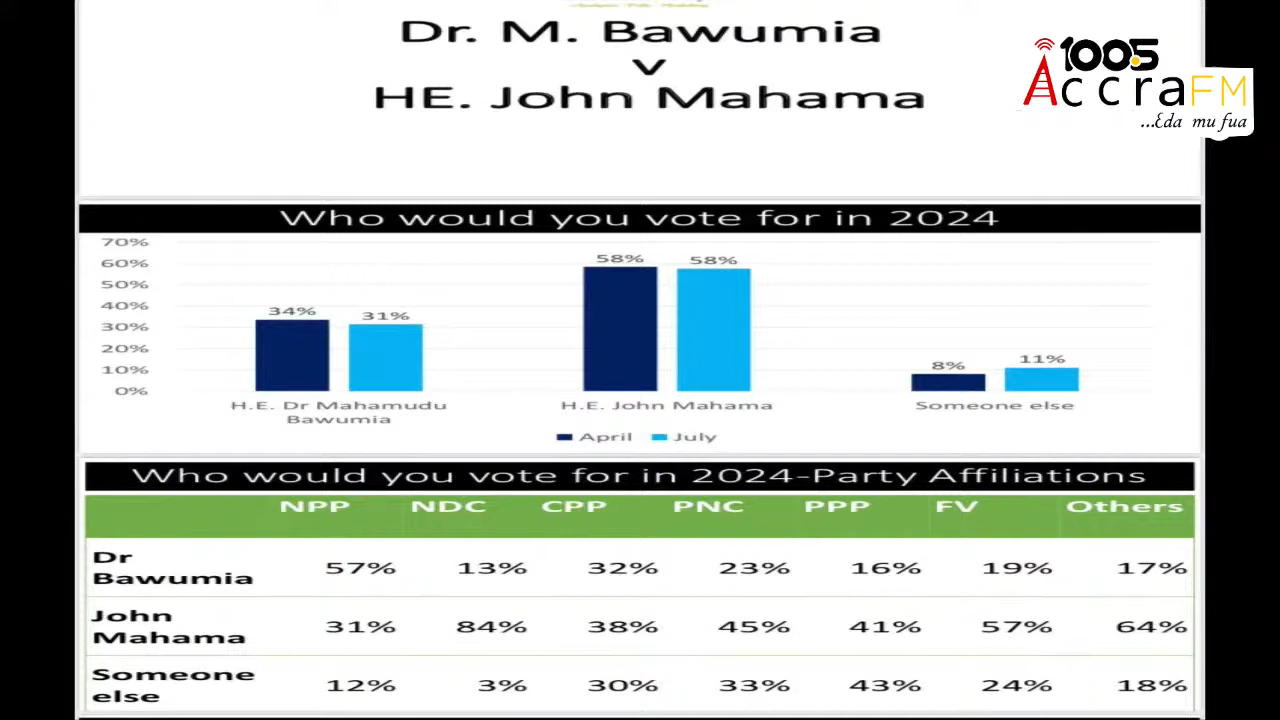 Dr. M. Bawumia
v
HE. John Mahama
100.5
AccraFM
...Ɛda mu fua
Who would you vote for in 2024
70%
60%
50%
40%
30%
20%
10%
0%
34% 31% 58% 58% 8% 11%
H.E. Dr Mahamudu
Bawumia
H.E. John Mahama
Someone else
April July
Who would you vote for in 2024-Party Affiliations
NPP NDC CPP PNC PPP FV Others
Dr
Bawumia
57% 13% 32% 23% 16% 19% 17%
John
Mahama
31% 84% 38% 45% 41% 57% 64%
Someone
else
12% 3% 30% 33% 43% 24% 18%